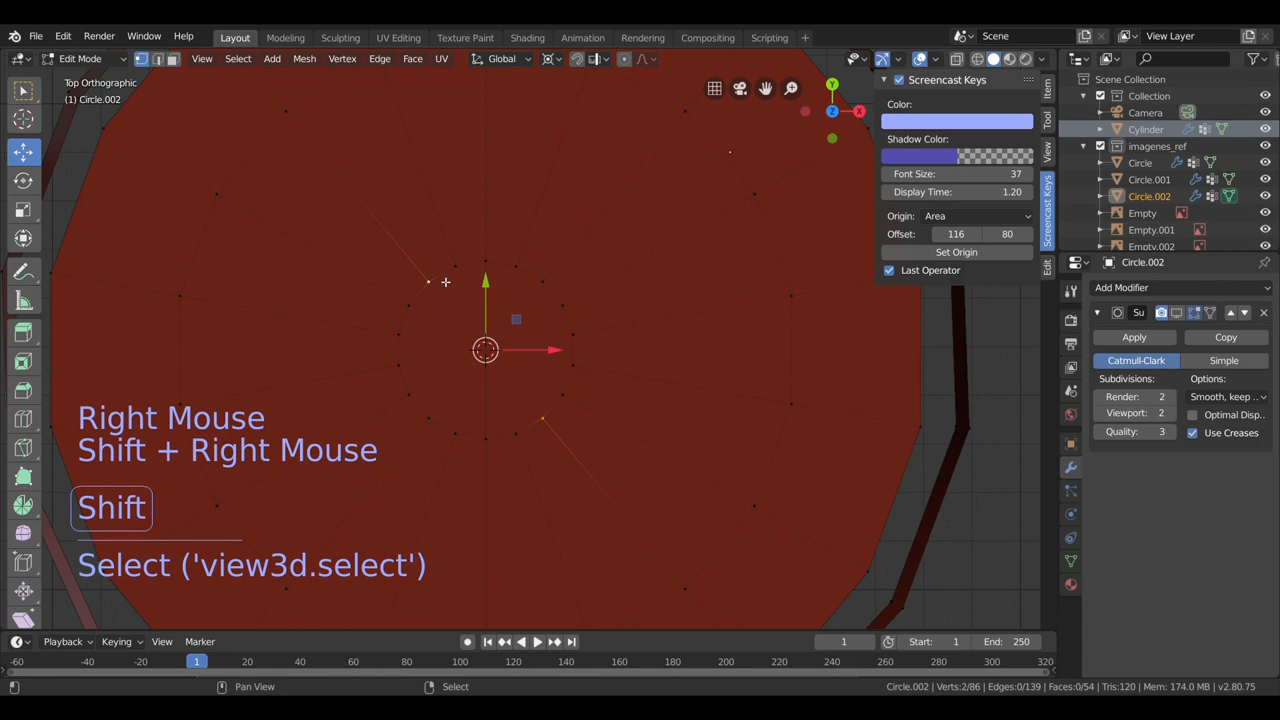 File Edit Render Window Help Layout Modeling Sculpting UV Editing Texture Paint Shading Animation Rendering Compositing Scripting + Scene View Layer
Edit Mode View Select Add Mesh Vertex Edge Face UV Global
Top Orthographic
(1) Circle.002
Y
Z X
Screencast Keys
Color:
Shadow Color:
Font Size: 37
Display Time: 1.20
Origin: Area
Offset: 116 80
Set Origin
Last Operator
Item
Tool
View
Screencast Keys
Edit
Scene Collection
Collection
Camera
Cylinder
imagenes_ref
Circle
Circle.001
Circle.002
Empty
Empty.001
Empty.002
Circle.002
Add Modifier
Su
Apply Copy
Catmull-Clark Simple
Subdivisions: Options:
Render: 2 Smooth, keep ..
Viewport: 2 Optimal Disp..
Quality: 3 Use Creases
Right Mouse
Shift + Right Mouse
Shift
Select ('view3d.select')
Playback Keying View Marker 1 Start: 1 End: 250
-60 -40 -20 1 20 40 60 80 100 120 140 160 180 200 220 240 260 280 300 320
Pan View Select Circle.002 | Verts:2/86 | Edges:0/139 | Faces:0/54 | Tris:120 | Mem: 174.0 MB | v2.80.75